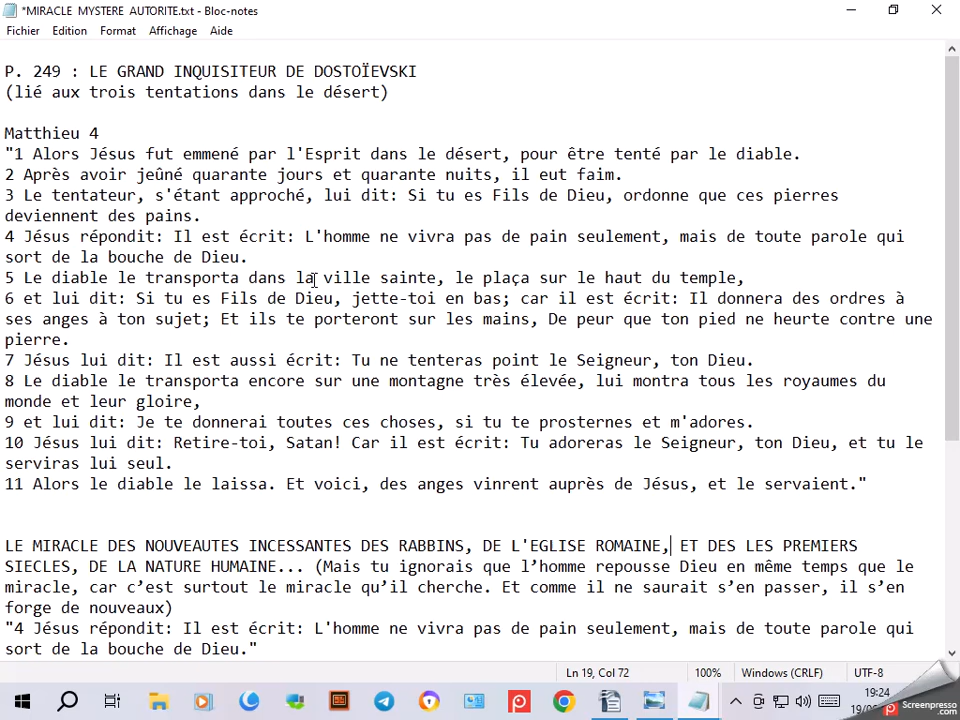 *MIRACLE  MYSTERE  AUTORITE.txt - Bloc-notes
Fichier  Edition  Format  Affichage  Aide
P. 249 : LE GRAND INQUISITEUR DE DOSTOÏEVSKI
(lié aux trois tentations dans le désert)
Matthieu 4
"1 Alors Jésus fut emmené par l'Esprit dans le désert, pour être tenté par le diable.
2 Après avoir jeûné quarante jours et quarante nuits, il eut faim.
3 Le tentateur, s'étant approché, lui dit: Si tu es Fils de Dieu, ordonne que ces pierres
deviennent des pains.
4 Jésus répondit: Il est écrit: L'homme ne vivra pas de pain seulement, mais de toute parole qui
sort de la bouche de Dieu.
5 Le diable le transporta dans la ville sainte, le plaça sur le haut du temple,
6 et lui dit: Si tu es Fils de Dieu, jette-toi en bas; car il est écrit: Il donnera des ordres à
ses anges à ton sujet; Et ils te porteront sur les mains, De peur que ton pied ne heurte contre une
pierre.
7 Jésus lui dit: Il est aussi écrit: Tu ne tenteras point le Seigneur, ton Dieu.
8 Le diable le transporta encore sur une montagne très élevée, lui montra tous les royaumes du
monde et leur gloire,
9 et lui dit: Je te donnerai toutes ces choses, si tu te prosternes et m'adores.
10 Jésus lui dit: Retire-toi, Satan! Car il est écrit: Tu adoreras le Seigneur, ton Dieu, et tu le
serviras lui seul.
11 Alors le diable le laissa. Et voici, des anges vinrent auprès de Jésus, et le servaient."
LE MIRACLE DES NOUVEAUTES INCESSANTES DES RABBINS, DE L'EGLISE ROMAINE, ET DES LES PREMIERS
SIECLES, DE LA NATURE HUMAINE... (Mais tu ignorais que l’homme repousse Dieu en même temps que le
miracle, car c’est surtout le miracle qu’il cherche. Et comme il ne saurait s’en passer, il s’en
forge de nouveaux)
"4 Jésus répondit: Il est écrit: L'homme ne vivra pas de pain seulement, mais de toute parole qui
sort de la bouche de Dieu."
Ln 19, Col 72  100%  Windows (CRLF)  UTF-8
19:24
Screenpresso
.com